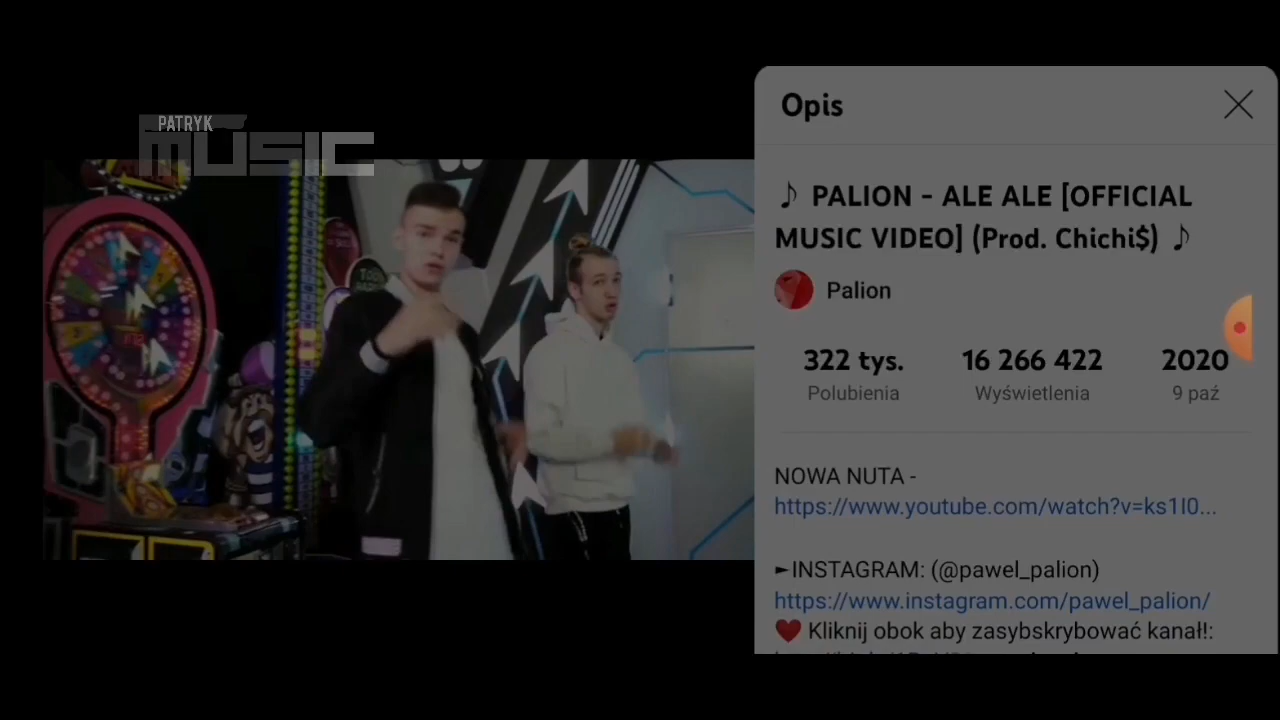 PATRYK
MUSIC
Opis
♪ PALION - ALE ALE [OFFICIAL
MUSIC VIDEO] (Prod. Chichi$) ♪
Palion
322 tys.
Polubienia
16 266 422
Wyświetlenia
2020
9 paź
NOWA NUTA -
https://www.youtube.com/watch?v=ks1I0...
►INSTAGRAM: (@pawel_palion)
https://www.instagram.com/pawel_palion/
❤️ Kliknij obok aby zasybskrybować kanał!: